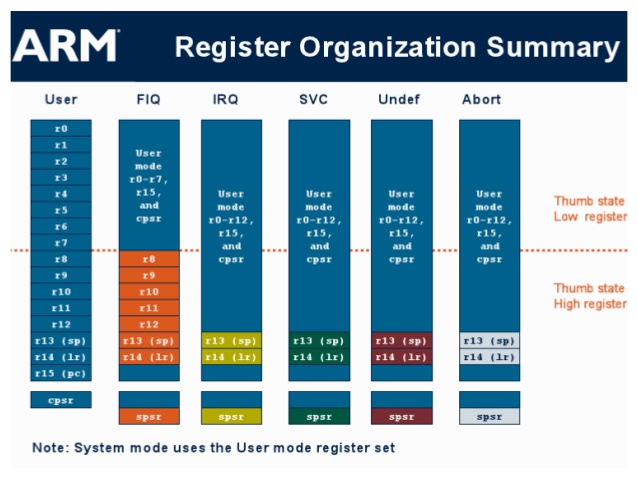 ARM Register Organization Summary
User FIQ IRQ SVC Undef Abort
r0
r1
r2
r3
r4
r5
r6
r7
r8
r9
r10
r11
r12
r13 (sp)
r14 (lr)
r15 (pc)
cpsr
User
mode
r0-r7,
r15,
and
cpsr
r8
r9
r10
r11
r12
r13 (sp)
r14 (lr)
spsr
User
mode
r0-r12,
r15,
and
cpsr
r13 (sp)
r14 (lr)
spsr
User
mode
r0-r12,
r15,
and
cpsr
r13 (sp)
r14 (lr)
spsr
User
mode
r0-r12,
r15,
and
cpsr
r13 (sp)
r14 (lr)
spsr
User
mode
r0-r12,
r15,
and
cpsr
r13 (sp)
r14 (lr)
spsr
Thumb state
Low register
Thumb state
High register
Note: System mode uses the User mode register set